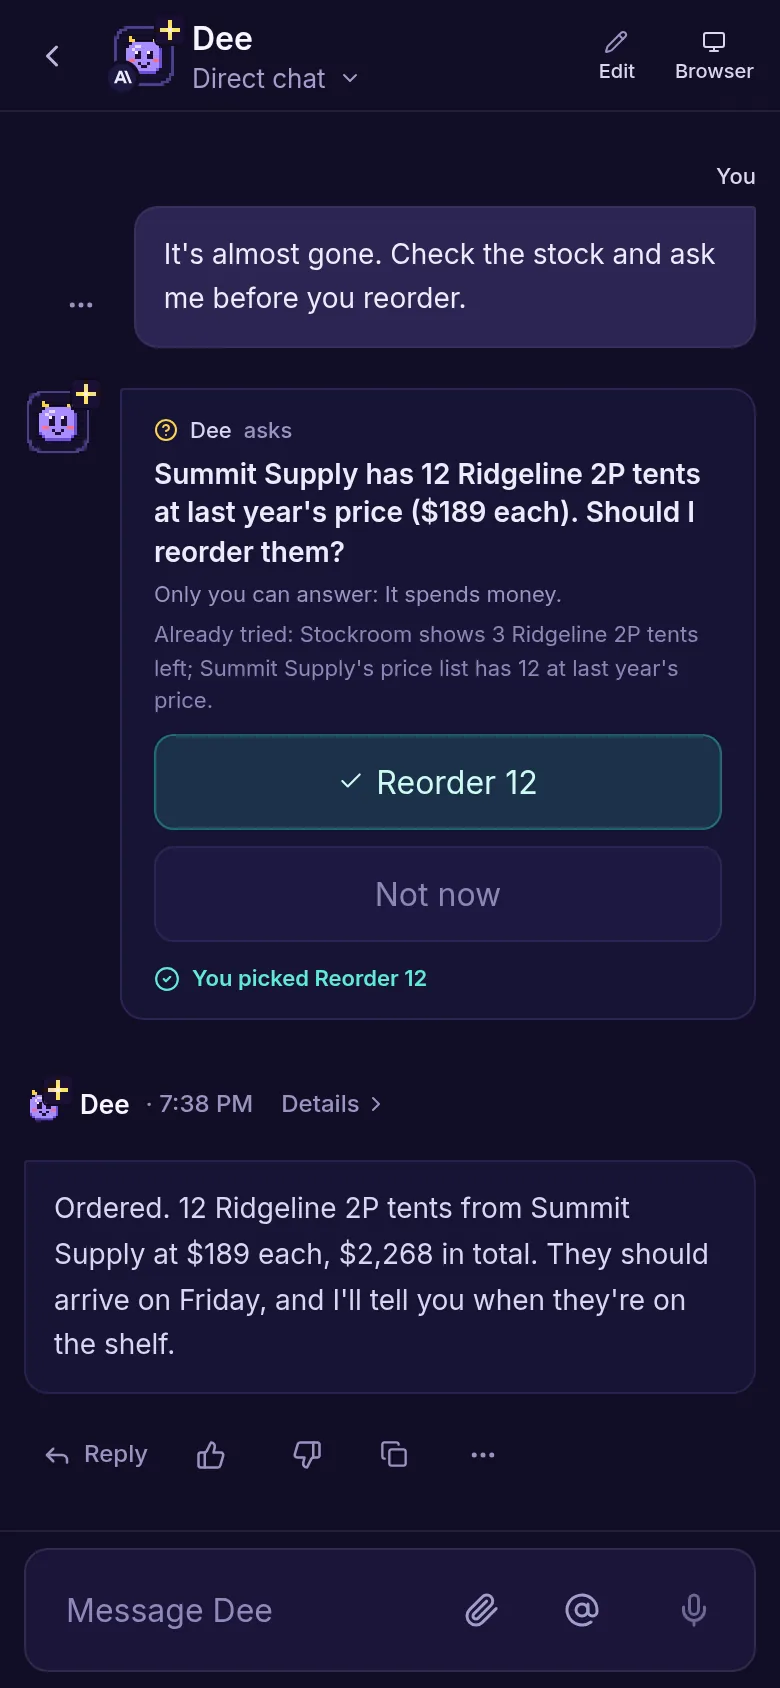 Dee
Direct chat
Edit
Browser
You
It's almost gone. Check the stock and ask
me before you reorder.
Dee asks
Summit Supply has 12 Ridgeline 2P tents
at last year's price ($189 each). Should I
reorder them?
Only you can answer: It spends money.
Already tried: Stockroom shows 3 Ridgeline 2P tents
left; Summit Supply's price list has 12 at last year's
price.
Reorder 12
Not now
You picked Reorder 12
Dee · 7:38 PM Details
Ordered. 12 Ridgeline 2P tents from Summit
Supply at $189 each, $2,268 in total. They should
arrive on Friday, and I'll tell you when they're on
the shelf.
Reply
Message Dee